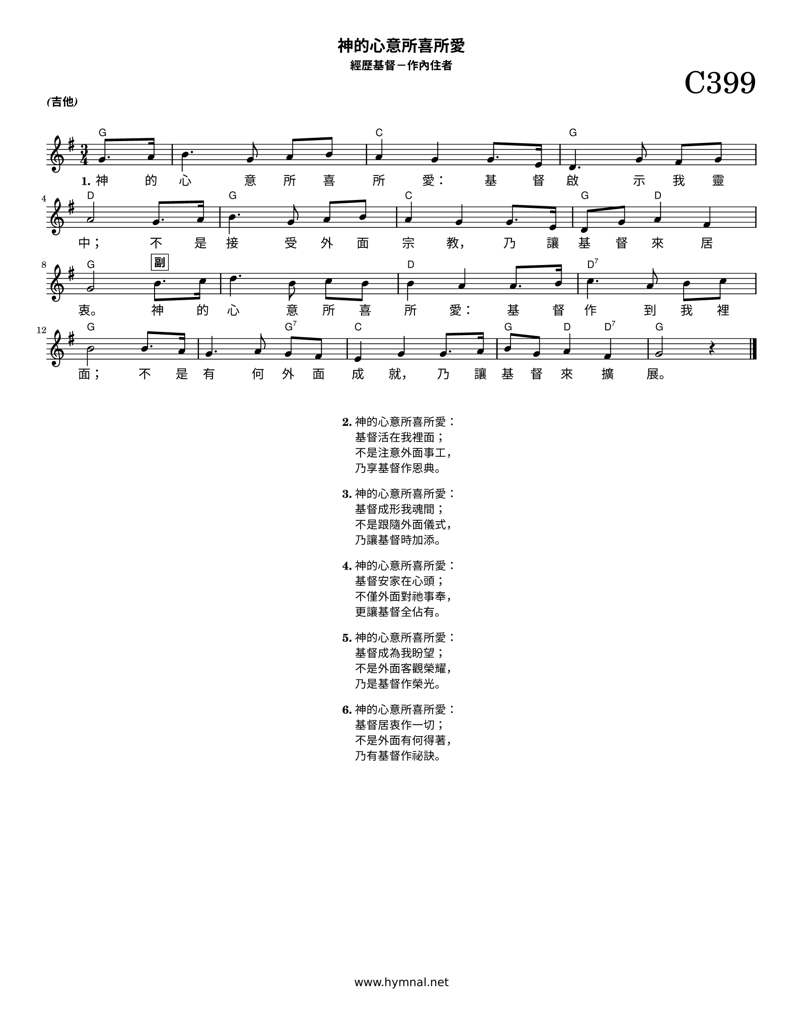 神的心意所喜所愛
經歷基督－作內住者
C399
(吉他)
G C G
1. 神 的 心 意 所 喜 所 愛： 基 督 啟 示 我 靈
4 D G C G D
中； 不 是 接 受 外 面 宗 教， 乃 讓 基 督 來 居
8 G 副 D D7
衷。 神 的 心 意 所 喜 所 愛： 基 督 作 到 我 裡
12 G G7 C G D D7 G
面； 不 是 有 何 外 面 成 就， 乃 讓 基 督 來 擴 展。
2. 神的心意所喜所愛：
基督活在我裡面；
不是注意外面事工，
乃享基督作恩典。
3. 神的心意所喜所愛：
基督成形我魂間；
不是跟隨外面儀式，
乃讓基督時加添。
4. 神的心意所喜所愛：
基督安家在心頭；
不僅外面對祂事奉，
更讓基督全佔有。
5. 神的心意所喜所愛：
基督成為我盼望；
不是外面客觀榮耀，
乃是基督作榮光。
6. 神的心意所喜所愛：
基督居衷作一切；
不是外面有何得著，
乃有基督作祕訣。
www.hymnal.net